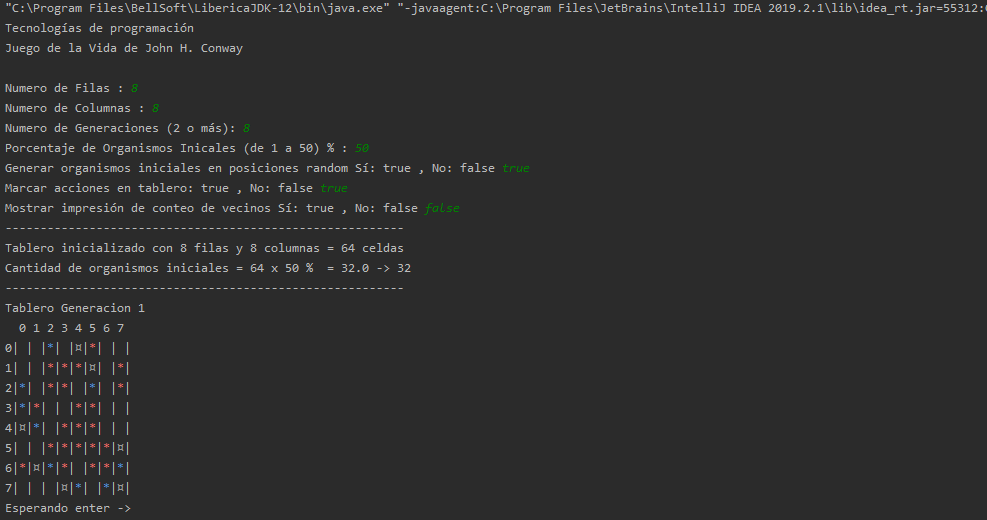 "C:\Program Files\BellSoft\LibericaJDK-12\bin\java.exe" "-javaagent:C:\Program Files\JetBrains\IntelliJ IDEA 2019.2.1\lib\idea_rt.jar=55312:
Tecnologías de programación
Juego de la Vida de John H. Conway
Numero de Filas : 8
Numero de Columnas : 8
Numero de Generaciones (2 o más): 8
Porcentaje de Organismos Inicales (de 1 a 50) % : 50
Generar organismos iniciales en posiciones random Sí: true , No: false true
Marcar acciones en tablero: true , No: false true
Mostrar impresión de conteo de vecinos Sí: true , No: false false
---------------------------------------------------------
Tablero inicializado con 8 filas y 8 columnas = 64 celdas
Cantidad de organismos iniciales = 64 x 50 %  = 32.0 -> 32
---------------------------------------------------------
Tablero Generacion 1
  0 1 2 3 4 5 6 7
0| | |*| |¤|*| | |
1| | |*|*|*|¤| |*|
2|*| |*|*| |*| |*|
3|*|*| | |*|*| | |
4|¤|*| |*|*|*| | |
5| | |*|*|*|*|*|¤|
6|*|¤|*|*| |*|*|*|
7| | | |¤|*| |*|¤|
Esperando enter ->